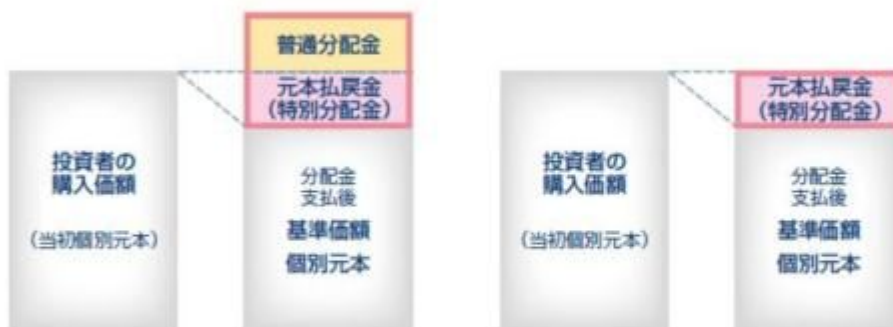 普通分配金
元本払戻金
(特別分配金)
投資者の
購入価額
(当初個別元本)
分配金
支払後
基準価額
個別元本
元本払戻金
(特別分配金)
投資者の
購入価額
(当初個別元本)
分配金
支払後
基準価額
個別元本